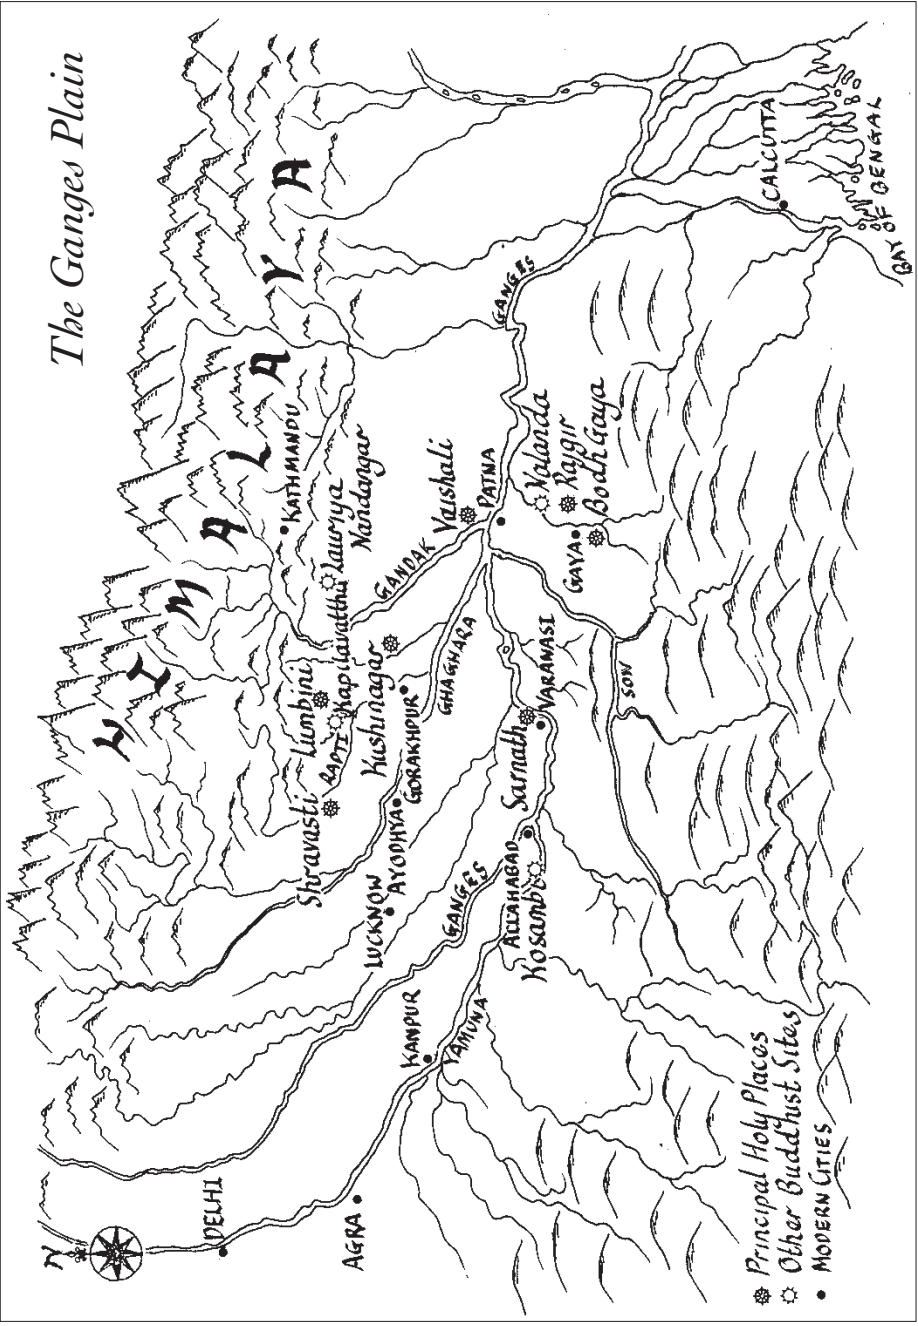 The Ganges Plain
N
HIMALAYA
DELHI
AGRA
KANPUR
YAMUNA
GANGES
LUCKNOW
AYODHYA
GORAKHPUR
Shravasti
RAPTI
Lumbini
Kapilavatthu
Kushinagar
Lauriya
Nandangar
KATHMANDU
GANDAK
GHAGHARA
Vaishali
PATNA
GANGES
ALLAHABAD
Kosambi
Sarnath
VARANASI
SON
GAYA
Nalanda
Rajgir
Bodh Gaya
CALCUTTA
BAY
OF BENGAL
Principal Holy Places
Other Buddhist Sites
MODERN CITIES